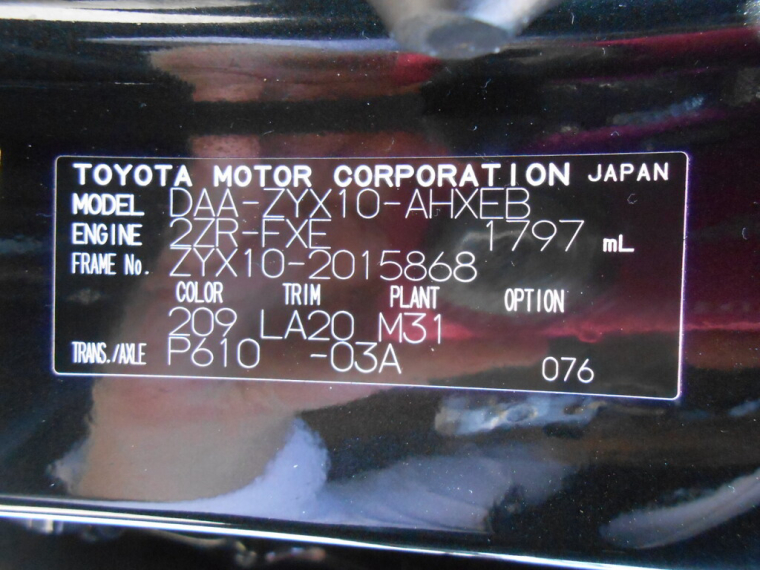 TOYOTA MOTOR CORPORATION JAPAN
MODEL DAA-ZYX10-AHXEB C
ENGINE 2ZR-FXE 1797 mL
FRAME No. ZYX10-2015868
COLOR TRIM PLANT OPTION
209 LA20 M31
TRANS./AXLE P610 -03A 076